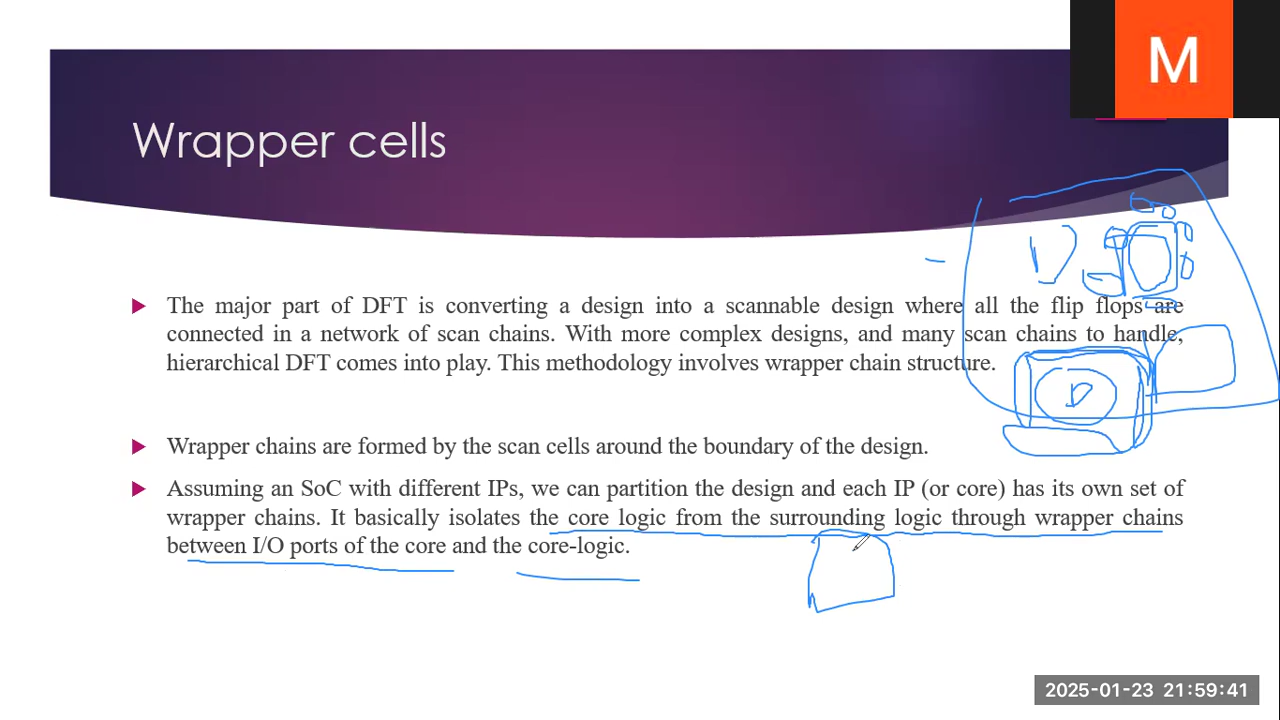 M
Wrapper cells
D
The major part of DFT is converting a design into a scannable design where all the flip flops are
connected in a network of scan chains. With more complex designs, and many scan chains to handle,
hierarchical DFT comes into play. This methodology involves wrapper chain structure.
D
Wrapper chains are formed by the scan cells around the boundary of the design.
Assuming an SoC with different IPs, we can partition the design and each IP (or core) has its own set of
wrapper chains. It basically isolates the core logic from the surrounding logic through wrapper chains
between I/O ports of the core and the core-logic.
2025-01-23 21:59:41